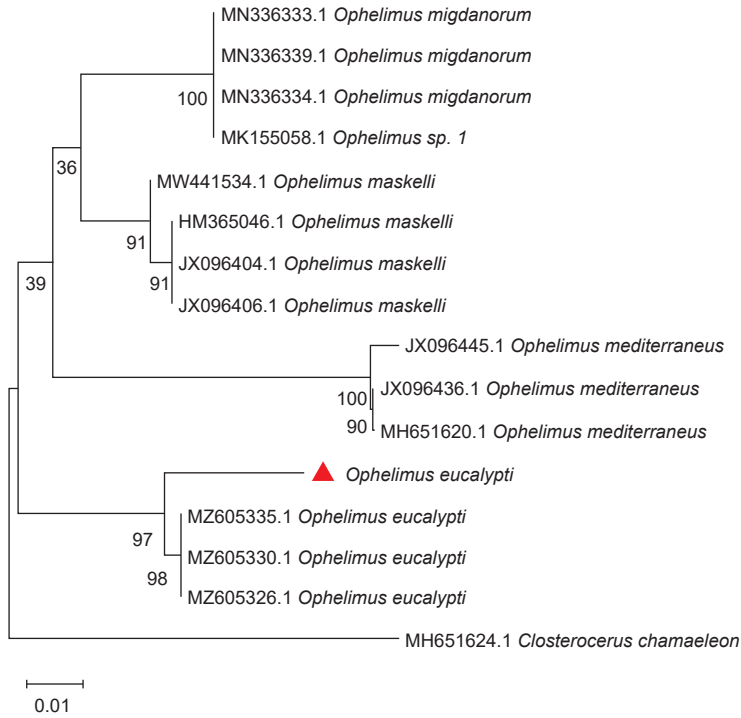 MN336333.1 Ophelimus migdanorum
MN336339.1 Ophelimus migdanorum
MN336334.1 Ophelimus migdanorum
100
MK155058.1 Ophelimus sp. 1
36
MW441534.1 Ophelimus maskelli
HM365046.1 Ophelimus maskelli
91
JX096404.1 Ophelimus maskelli
39
91
JX096406.1 Ophelimus maskelli
JX096445.1 Ophelimus mediterraneus
JX096436.1 Ophelimus mediterraneus
100
90
MH651620.1 Ophelimus mediterraneus
Ophelimus eucalypti
MZ605335.1 Ophelimus eucalypti
97
MZ605330.1 Ophelimus eucalypti
98
MZ605326.1 Ophelimus eucalypti
MH651624.1 Closterocerus chamaeleon
0.01